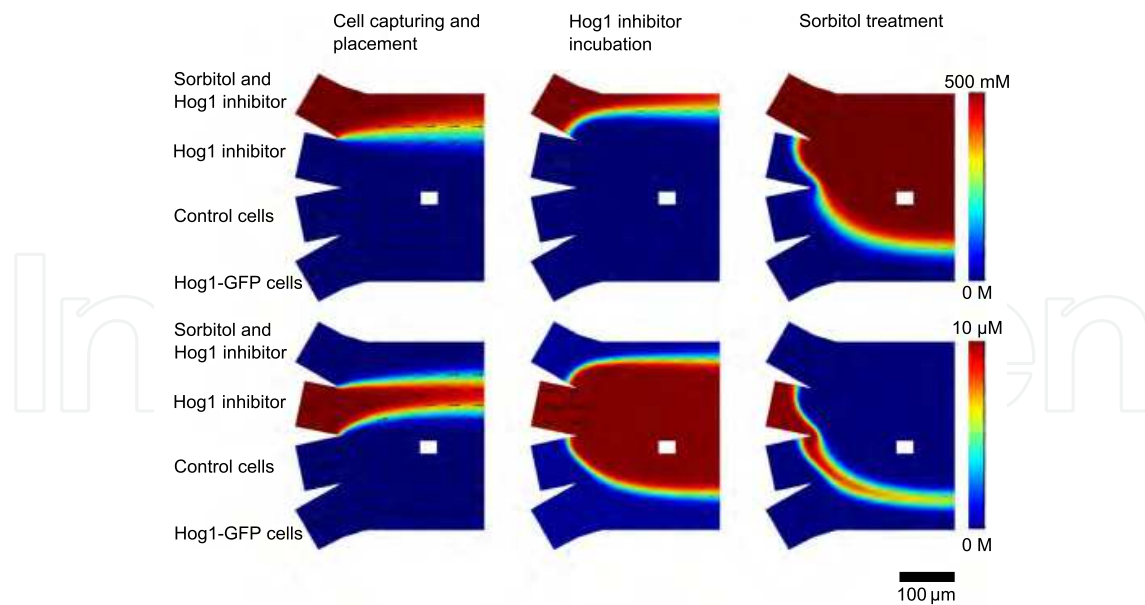 Cell capturing and
placement
Hog1 inhibitor
incubation
Sorbitol treatment
Sorbitol and
Hog1 inhibitor
Hog1 inhibitor
Control cells
Hog1-GFP cells
500 mM
0 M
Sorbitol and
Hog1 inhibitor
Hog1 inhibitor
Control cells
Hog1-GFP cells
10 µM
0 M
100 µm